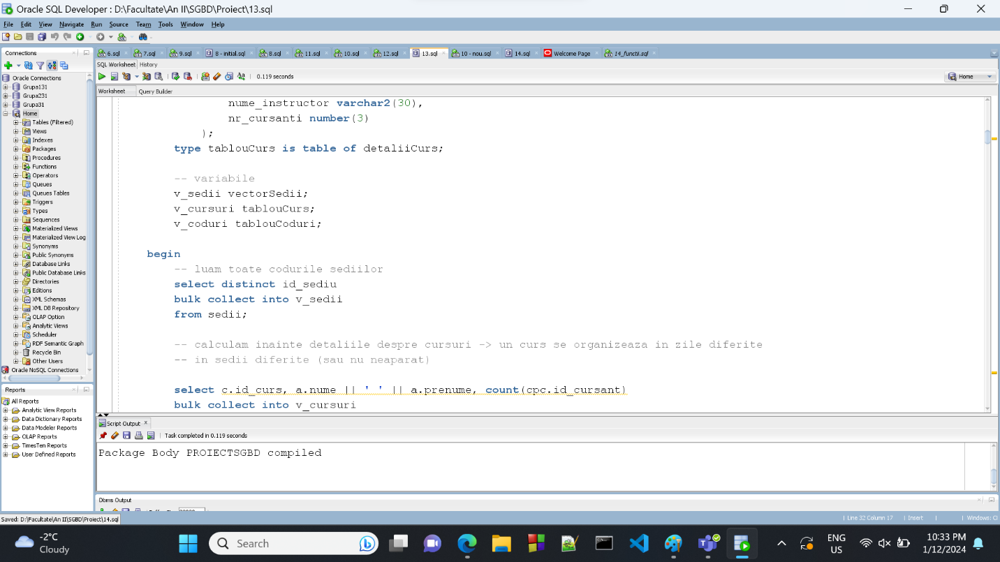 Oracle SQL Developer : D:\Facultate\An II\SGBD\Proiect\13.sql
File Edit View Navigate Run Source Team Tools Window Help
Connections
Oracle Connections
Grupa131
Grupa231
Grupa31
Home
Tables (Filtered)
Views
Indexes
Packages
Procedures
Functions
Operators
Queues
Queues Tables
Triggers
Types
Sequences
Materialized Views
Materialized View Log
Synonyms
Public Synonyms
Database Links
Public Database Links
Directories
Editions
XML Schemas
XML DB Repository
OLAP Option
Analytic Views
Scheduler
RDF Semantic Graph
Recycle Bin
Other Users
Oracle NoSQL Connections
Reports
All Reports
Analytic View Reports
Data Dictionary Reports
Data Modeler Reports
OLAP Reports
TimesTen Reports
User Defined Reports
6.sql 7.sql 9.sql 8 - initial.sql 8.sql 11.sql 10.sql 12.sql 13.sql 10 - nou.sql 14.sql Welcome Page 14_functii.sql
SQL Worksheet History
0.119 seconds
Home
Worksheet Query Builder
nume_instructor varchar2(30),
nr_cursanti number(3)
);
type tablouCurs is table of detaliiCurs;
-- variabile
v_sedii vectorSedii;
v_cursuri tablouCurs;
v_coduri tablouCoduri;
begin
-- luam toate codurile sediilor
select distinct id_sediu
bulk collect into v_sedii
from sedii;
-- calculam inainte detaliile despre cursuri -> un curs se organizeaza in zile diferite
-- in sedii diferite (sau nu neaparat)
select c.id_curs, a.nume || ' ' || a.prenume, count(cpc.id_cursant)
bulk collect into v_cursuri
Script Output
Task completed in 0.119 seconds
Package Body PROIECTSGBD compiled
Dbms Output
Saved: D:\Facultate\An II\SGBD\Proiect\14.sql
Line 32 Column 17 Insert Windows: Cl
-2°C
Cloudy
Search
ENG
US
10:33 PM
1/12/2024